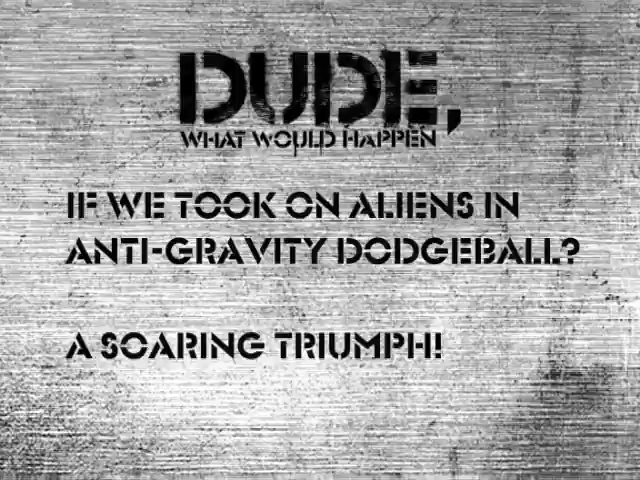 DUDE,
WHAT WOULD HAPPEN
IF WE TOOK ON ALIENS IN
ANTI-GRAVITY DODGEBALL?
A SOARING TRIUMPH!